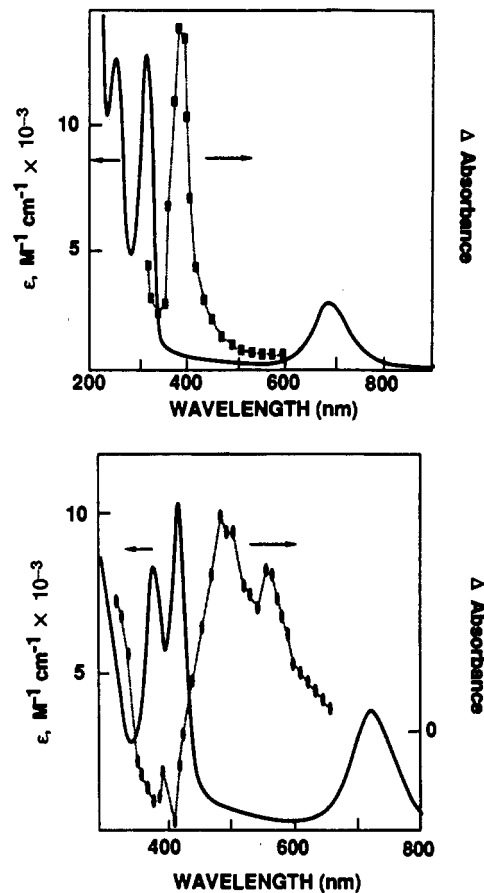 10
5
ε, M⁻¹ cm⁻¹ × 10⁻³
Δ Absorbance
200 300 400 600 800
WAVELENGTH (nm)
10
5
ε, M⁻¹ cm⁻¹ × 10⁻³
0
Δ Absorbance
400 600 800
WAVELENGTH (nm)